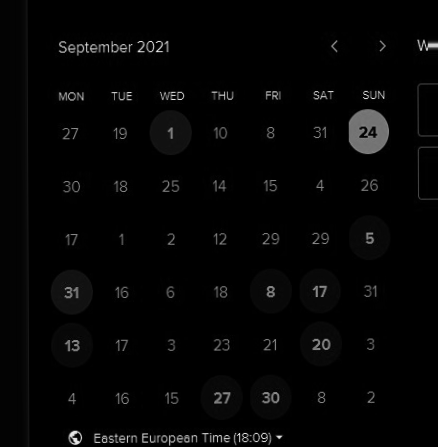 September 2021
MON TUE WED THU FRI SAT SUN
27 19 1 10 8 31 24
30 18 25 14 15 4 26
17 1 2 12 29 29 5
31 16 6 18 8 17 31
13 17 3 23 21 20 3
4 16 15 27 30 8 2
Eastern European Time (18:09)